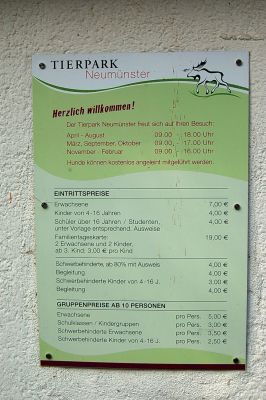 TIERPARK
Neumünster
Herzlich willkommen!
Der Tierpark Neumünster freut sich auf Ihren Besuch:
April - August 09.00 - 18.00 Uhr
März, September, Oktober 09.00 - 17.00 Uhr
November - Februar 09.00 - 16.00 Uhr
Hunde können kostenlos angeleint mitgeführt werden.
EINTRITTSPREISE
Erwachsene 7,00 €
Kinder von 4-16 Jahren 4,00 €
Schüler über 16 Jahren / Studenten, 4,00 €
unter Vorlage entsprechend. Ausweise
Familientageskarte: 19,00 €
2 Erwachsene und 2 Kinder,
ab 3. Kind, 3,00 € pro Kind
Schwerbehinderte, ab 80% mit Ausweis 4,00 €
Begleitung 4,00 €
Schwerbehinderte Kinder von 4-16 J. 3,00 €
Begleitung 4,00 €
GRUPPENPREISE AB 10 PERSONEN
Erwachsene pro Pers. 5,00 €
Schulklassen / Kindergruppen pro Pers. 3,00 €
Schwerbehinderte Erwachsene pro Pers. 3,50 €
Schwerbehinderte Kinder von 4-16 J. pro Pers. 2,50 €